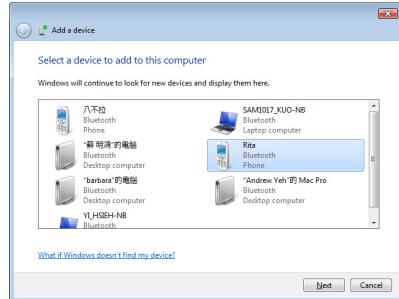 Add a device
Select a device to add to this computer
Windows will continue to look for new devices and display them here.
八不拉
Bluetooth
Phone
SAM1017_KUO-NB
Bluetooth
Laptop computer
"蘇 明鴻"的電腦
Bluetooth
Desktop computer
Rita
Bluetooth
Phone
"barbara"的電腦
Bluetooth
Desktop computer
"Andrew Yeh"的 Mac Pro
Bluetooth
Desktop computer
YI_HSIEH-NB
Bluetooth
What if Windows doesn't find my device?
Next
Cancel